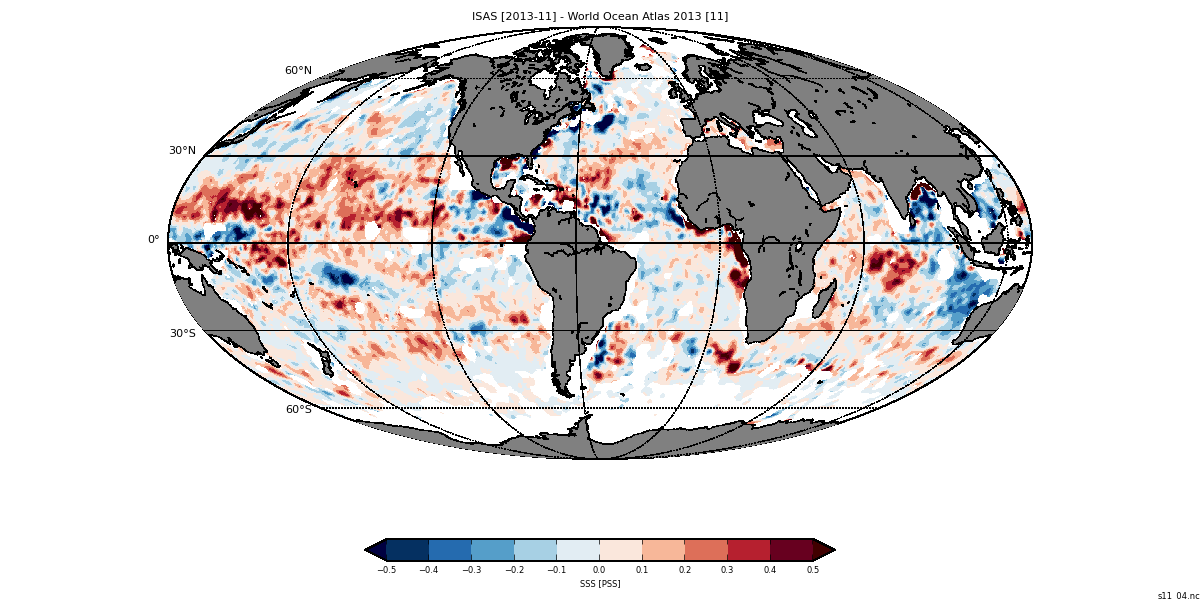 ISAS [2013-11] - World Ocean Atlas 2013 [11]
60°N
30°N
0°
30°S
60°S
−0.5 −0.4 −0.3 −0.2 −0.1 0.0 0.1 0.2 0.3 0.4 0.5
SSS [PSS]
s11_04.nc